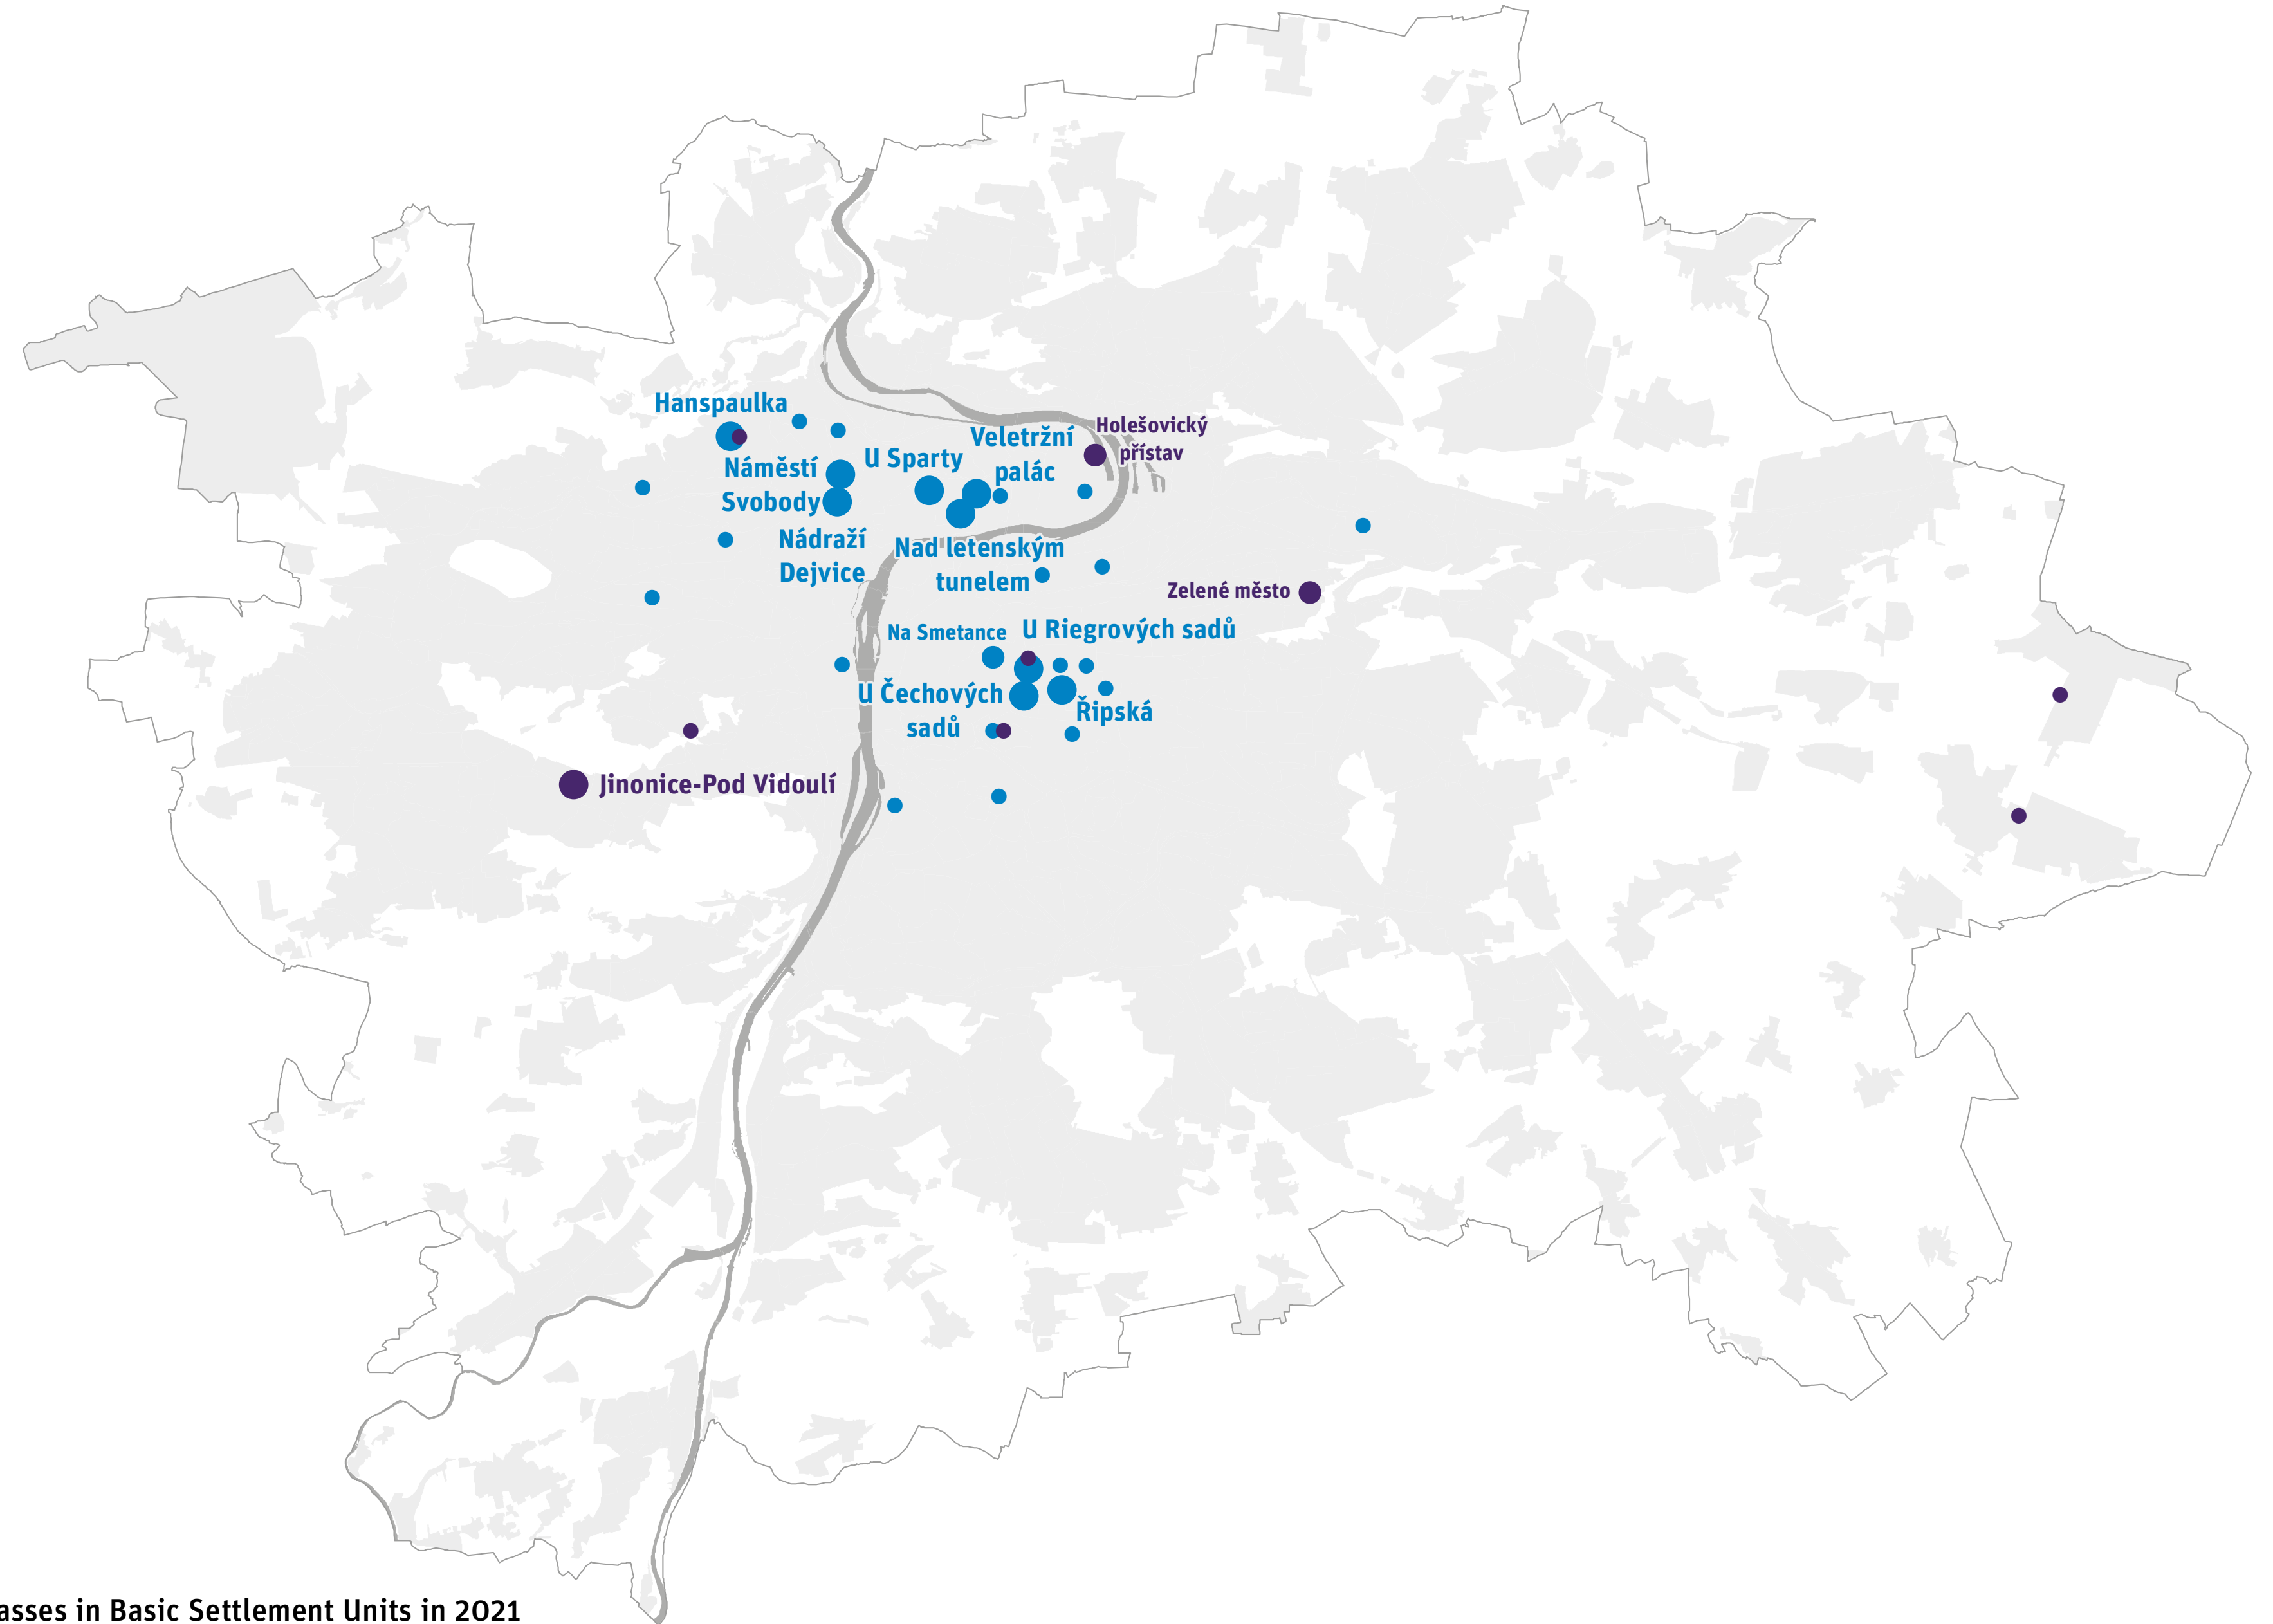 Hanspaulka
Holešovický
přístav
Veletržní
palác
U Sparty
Náměstí
Svobody
Nádraží
Dejvice
Nad letenským
tunelem
Zelené město
Na Smetance
U Riegrových sadů
U Čechových
sadů
Řipská
Jinonice-Pod Vidoulí
in Basic Settlement Units in 2021